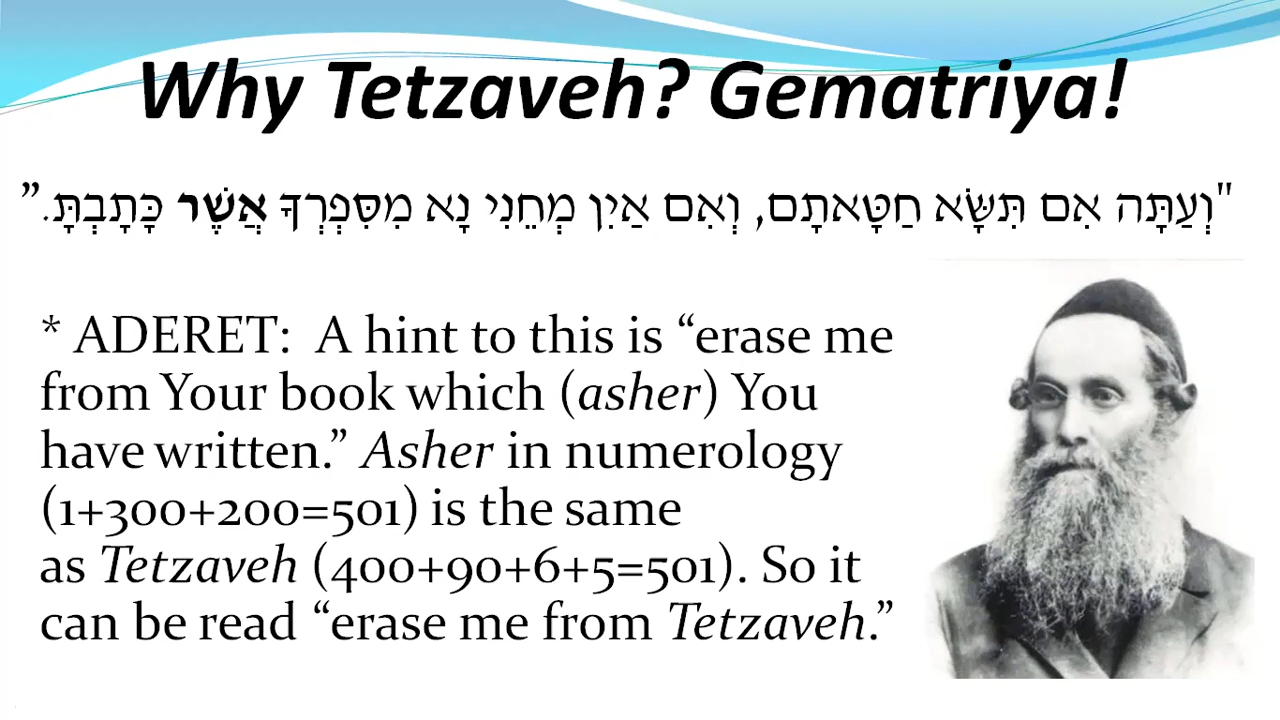 Why Tetzaveh? Gematriya!
"וְעַתָּה אִם תִּשָּׂא חַטָּאתָם, וְאִם אַיִן מְחֵנִי נָא מִסִּפְרְךָ אֲשֶׁר כָּתָבְתָּ.”
* ADERET:  A hint to this is “erase me
from Your book which (asher) You
have written.” Asher in numerology
(1+300+200=501) is the same
as Tetzaveh (400+90+6+5=501). So it
can be read “erase me from Tetzaveh.”